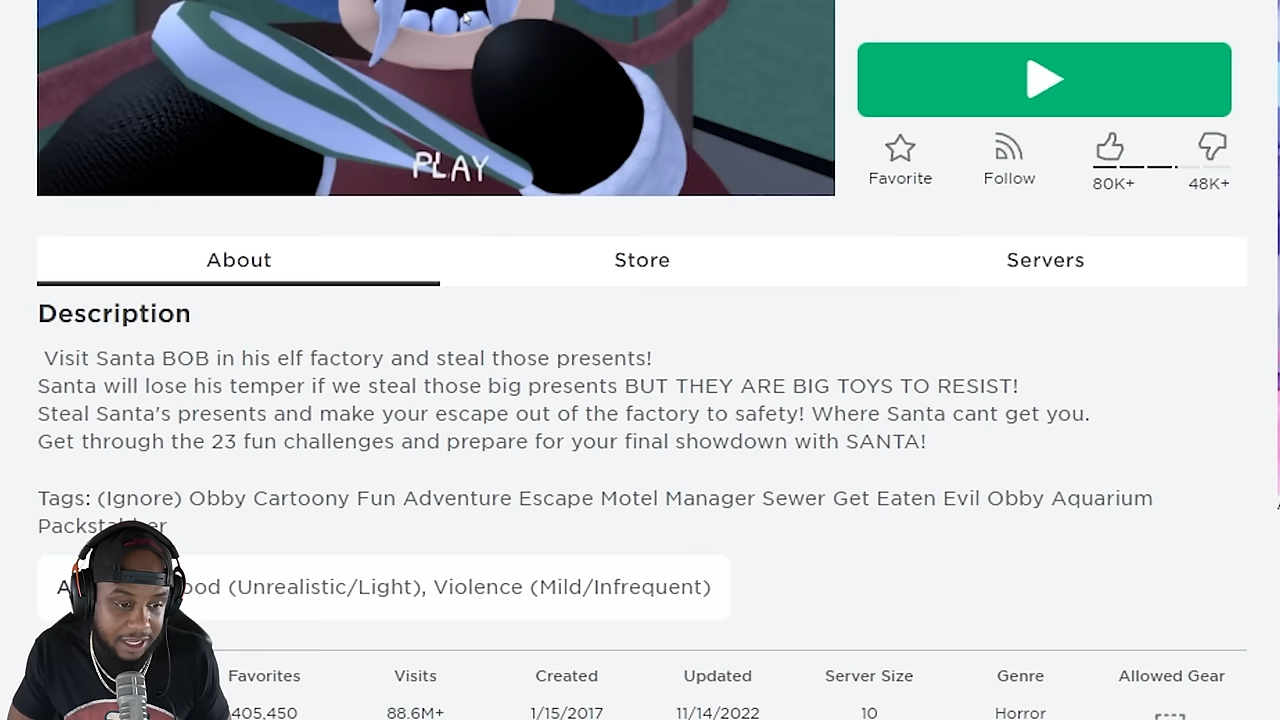 PLAY
Favorite
Follow
80K+
48K+
About
Store
Servers
Description
Visit Santa BOB in his elf factory and steal those presents!
Santa will lose his temper if we steal those big presents BUT THEY ARE BIG TOYS TO RESIST!
Steal Santa's presents and make your escape out of the factory to safety! Where Santa cant get you.
Get through the 23 fun challenges and prepare for your final showdown with SANTA!
Tags: (Ignore) Obby Cartoony Fun Adventure Escape Motel Manager Sewer Get Eaten Evil Obby Aquarium
(Unrealistic/Light), Violence (Mild/Infrequent)
Favorites Visits Created Updated Server Size Genre Allowed Gear
405,450 88.6M+ 1/15/2017 11/14/2022 10 Horror